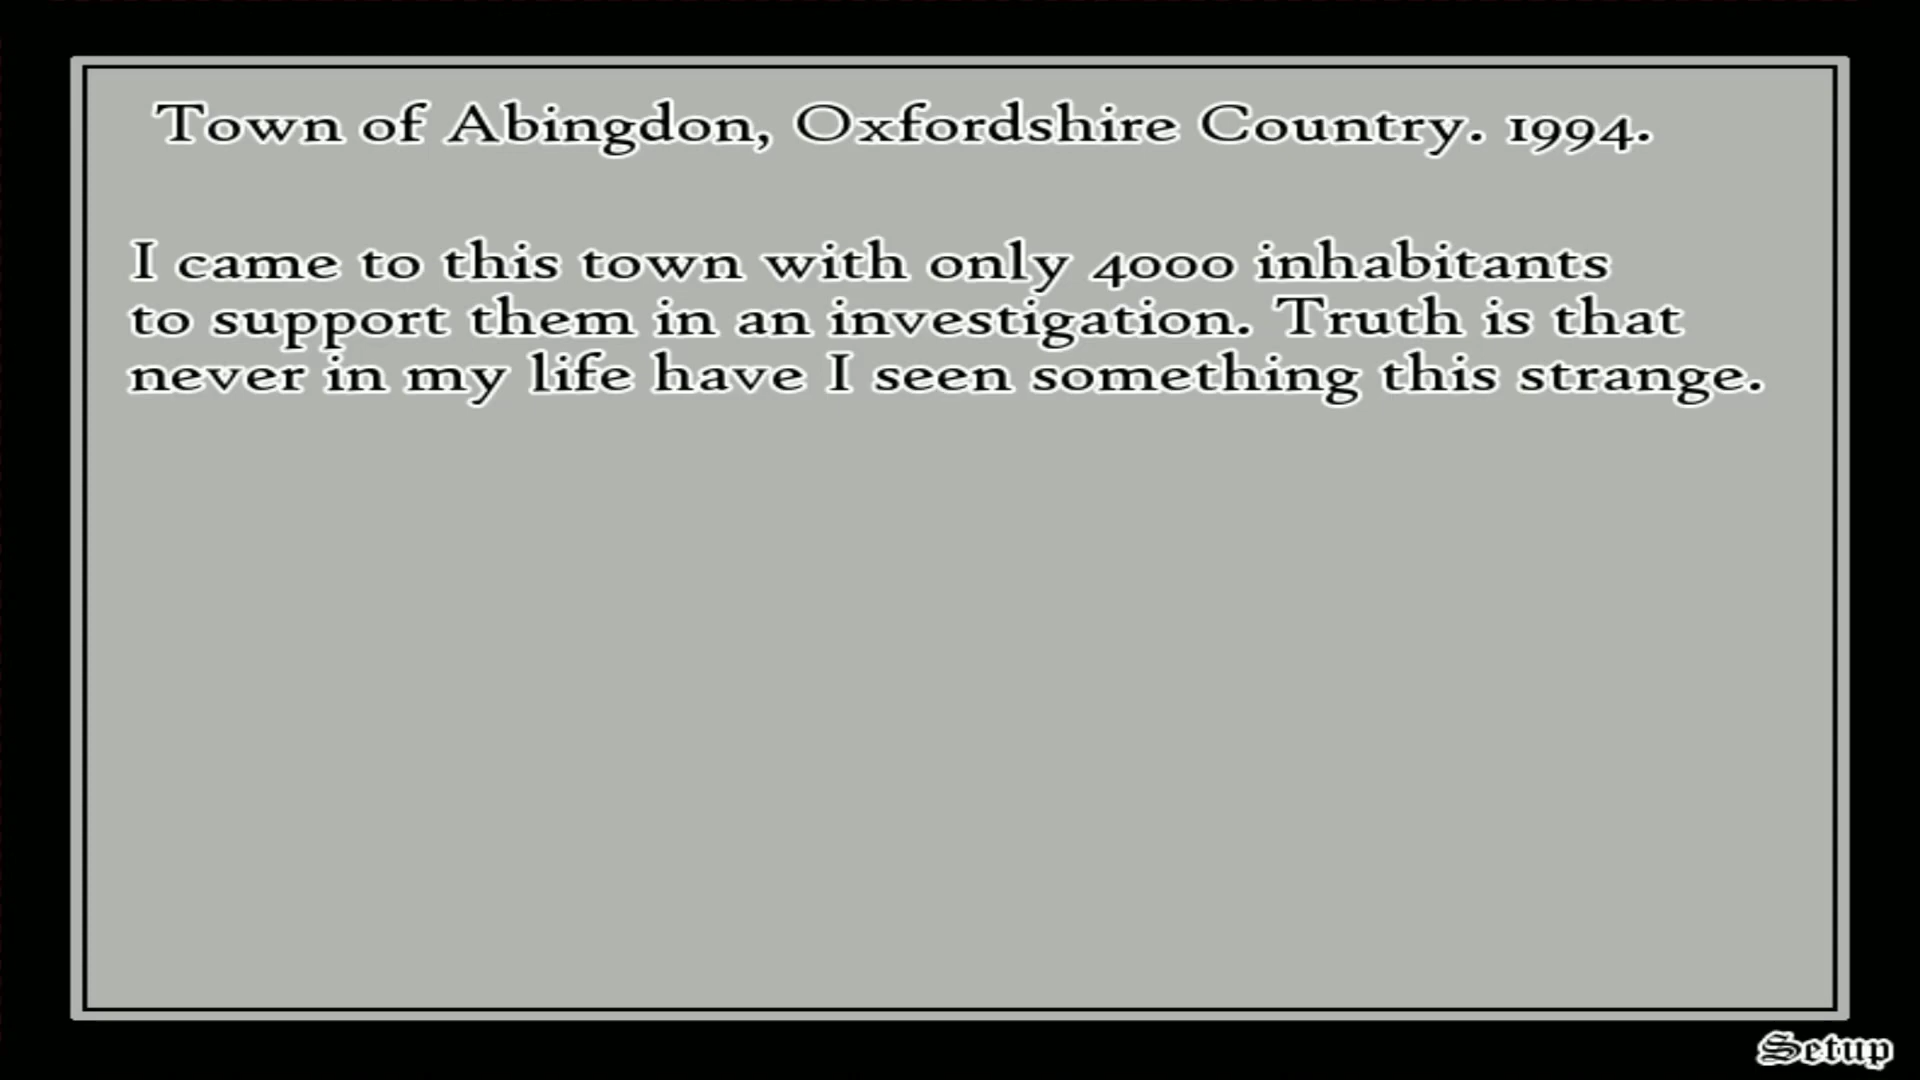 Town of Abingdon, Oxfordshire Country. 1994.
I came to this town with only 4000 inhabitants
to support them in an investigation. Truth is that
never in my life have I seen something this strange.
Setup